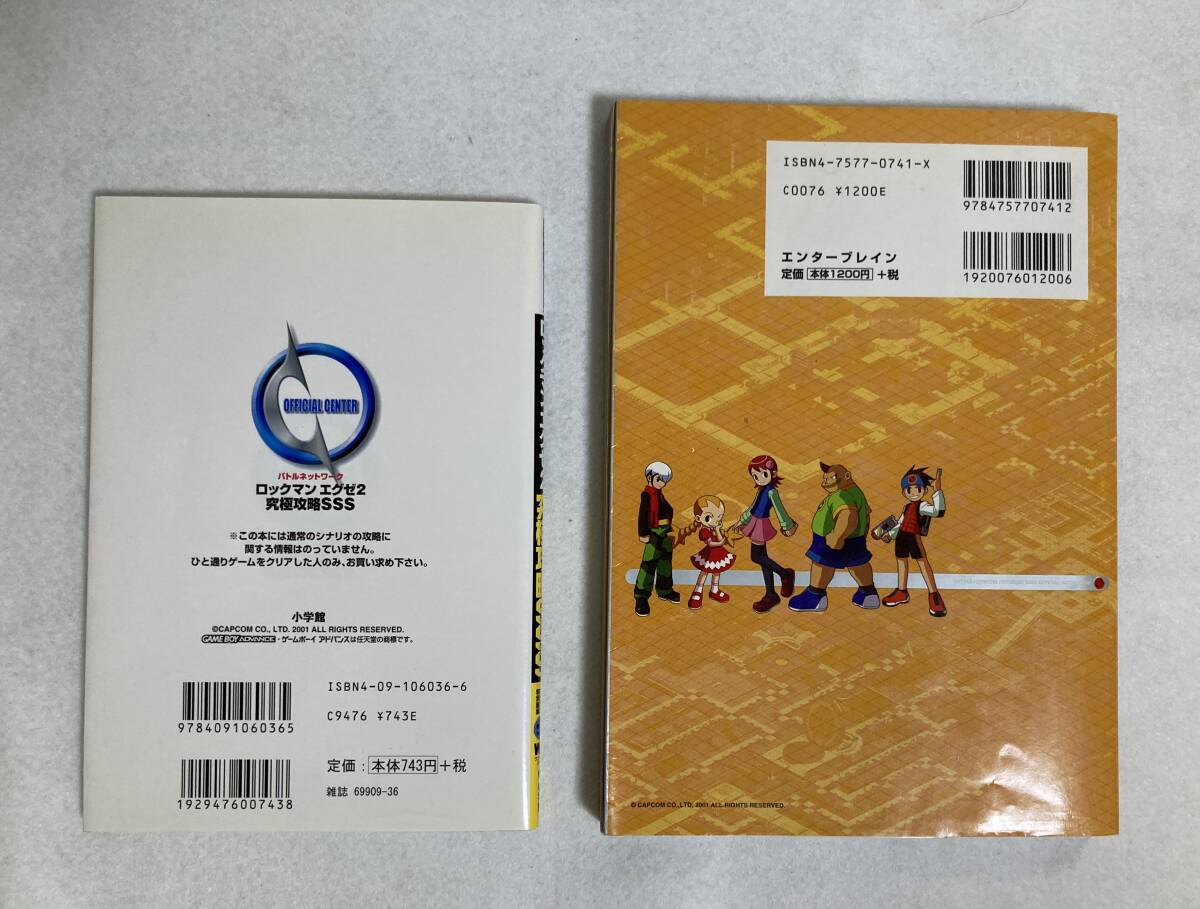 OFFICIAL CENTER
バトルネットワーク
ロックマン エグゼ2
究極攻略SSS
※この本には通常のシナリオの攻略に
関する情報はのっていません。
ひと通りゲームをクリアした人のみ、お買い求め下さい。
小学館
©CAPCOM CO., LTD. 2001 ALL RIGHTS RESERVED.
GAME BOY ADVANCE・ゲームボーイ アドバンスは任天堂の商標です。
9784091060365
ISBN4-09-106036-6
C9476 ¥743E
1929476007438
定価：本体743円+税
雑誌 69909-36
ISBN4-7577-0741-X
C0076 ¥1200E
9784757707412
エンターブレイン
定価 本体1200円 +税
1920076012006
© CAPCOM CO., LTD. 2001 ALL RIGHTS RESERVED.